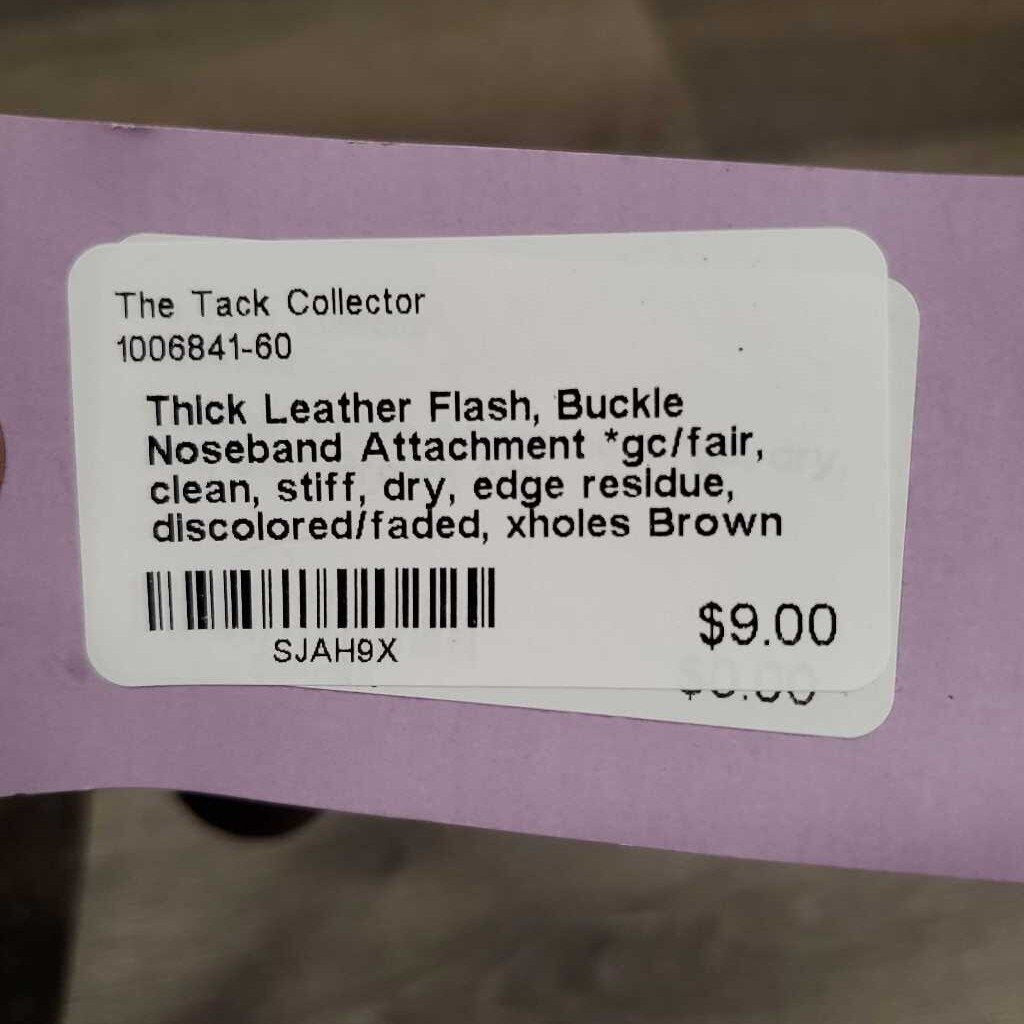 The Tack Collector
1006841-60
Thick Leather Flash, Buckle
Noseband Attachment *gc/fair,
clean, stiff, dry, edge residue,
discolored/faded, xholes Brown
SJAH9X
$9.00